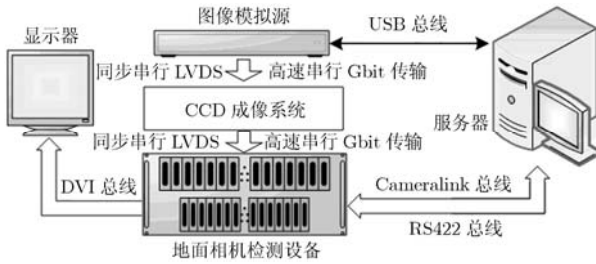 图像模拟源
显示器
USB 总线
同步串行 LVDS
高速串行 Gbit 传输
CCD 成像系统
服务器
同步串行 LVDS
高速串行 Gbit 传输
DVI 总线
Cameralink 总线
RS422 总线
地面相机检测设备